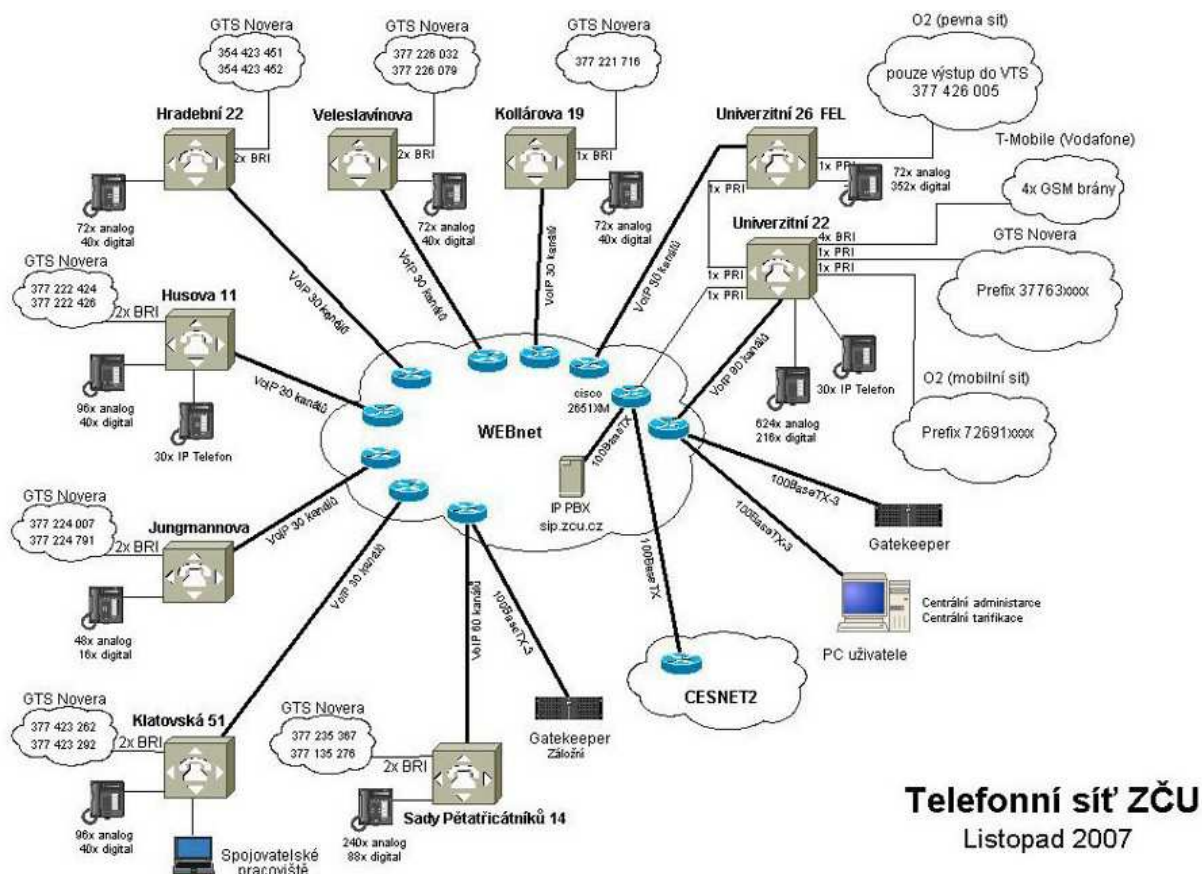 GTS Novera
354 423 451
354 423 452
Hradební 22
2x BRI
72x analog
40x digital
VoIP 30 kanálů
GTS Novera
377 226 032
377 226 079
Veleslavínova
2x BRI
72x analog
40x digital
VoIP 30 kanálů
GTS Novera
377 221 716
Kollárova 19
1x BRI
72x analog
40x digital
VoIP 30 kanálů
O2 (pevna sít)
pouze výstup do VTS
377 426 005
Univerzitní 26 FEL
1x PRI
1x PRI
72x analog
352x digital
VoIP 90 kanálů
T-Mobile (Vodafone)
4x GSM brány
Univerzitní 22
4x BRI
1x PRI
1x PRI
1x PRI
1x PRI
GTS Novera
Prefix 37763xxxx
30x IP Telefon
624x analog
216x digital
VoIP 90 kanálů
O2 (mobilní sít)
Prefix 72691xxxx
GTS Novera
377 222 424
377 222 426
Husova 11
2x BRI
96x analog
40x digital
30x IP Telefon
VoIP 30 kanálů
WEBnet
cisco
2651XM
100BaseTX
IP PBX
sip.zcu.cz
100BaseTX-3
Gatekeeper
100BaseTX-3
Centrální administarce
Centrální tarifikace
PC uživatele
100BaseTX
CESNET2
GTS Novera
377 224 007
377 224 791
Jungmannova
2x BRI
48x analog
16x digital
VoIP 30 kanálů
GTS Novera
377 423 262
377 423 292
Klatovská 51
2x BRI
96x analog
40x digital
Spojovatelské
pracoviště
VoIP 30 kanálů
GTS Novera
377 235 367
377 135 276
2x BRI
Sady Pětatřicátníků 14
240x analog
88x digital
VoIP 60 kanálů
100BaseTX-3
Gatekeeper
Záložní
Telefonní síť ZČU
Listopad 2007